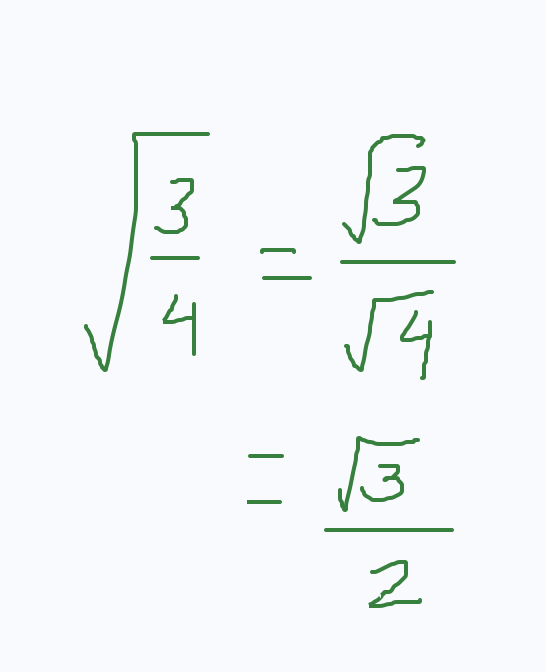 √(3/4) = √3/√4
= √3/2